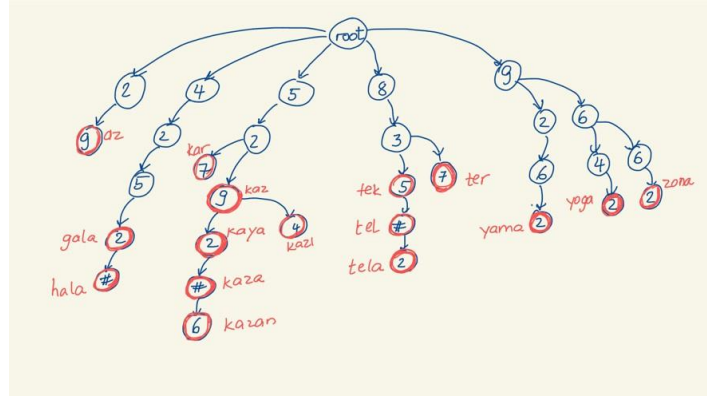 root
2 4 5 8 9
9 az 2 kar 7 2 3 2 6
5 9 kaz tek 5 7 ter 6 4 6
gala 2 2 kaya 4 kazı tel # yama 2 yoga 2 2 zona
hala # # kaza tela 2
6 kazan